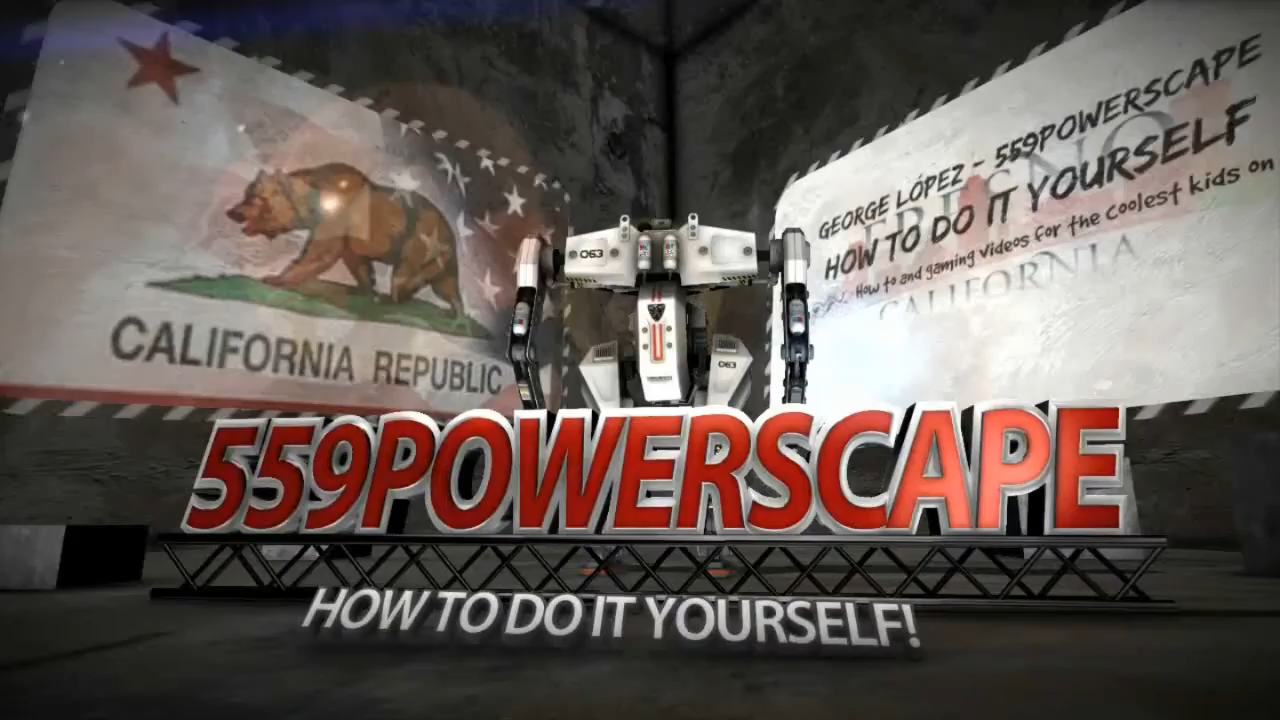 CALIFORNIA REPUBLIC
GEORGE LÓPEZ - 559POWERSCAPE
HOW TO DO IT YOURSELF
How to and gaming videos for the coolest kids on
FRESNO
CALIFORNIA
063
063
559POWERSCAPE
HOW TO DO IT YOURSELF!